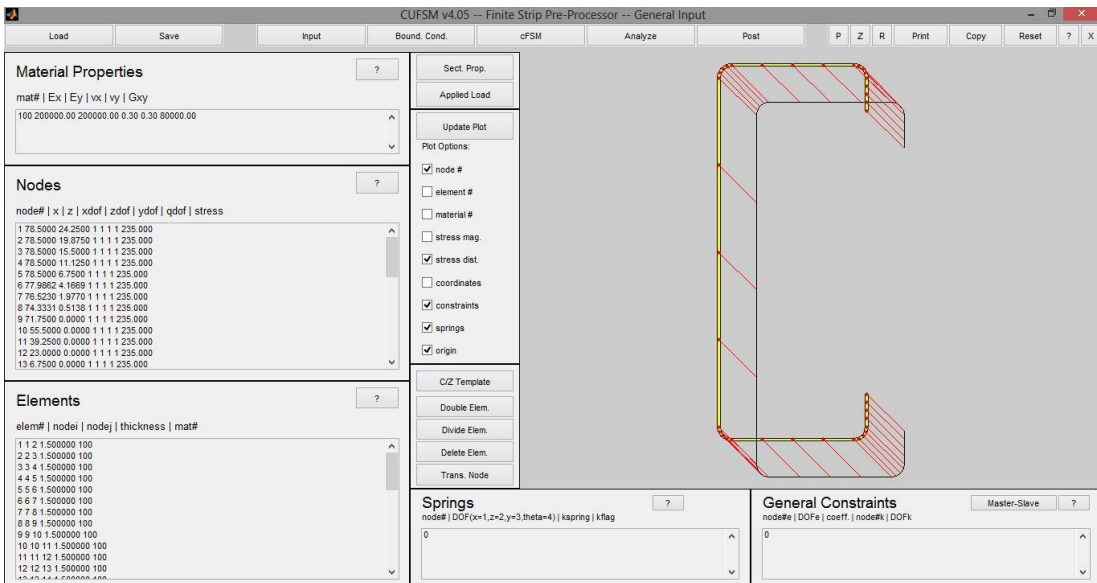 CUFSM v4.05 -- Finite Strip Pre-Processor -- General Input
Load Save Input Bound. Cond. cFSM Analyze Post P Z R Print Copy Reset ? X
Material Properties ?
mat# | Ex | Ey | vx | vy | Gxy
100 200000.00 200000.00 0.30 0.30 80000.00
Nodes ?
node# | x | z | xdof | zdof | ydof | qdof | stress
1 78.5000 24.2500 1 1 1 1 235.000
2 78.5000 19.8750 1 1 1 1 235.000
3 78.5000 15.5000 1 1 1 1 235.000
4 78.5000 11.1250 1 1 1 1 235.000
5 78.5000 6.7500 1 1 1 1 235.000
6 77.9862 4.1669 1 1 1 1 235.000
7 76.5230 1.9770 1 1 1 1 235.000
8 74.3331 0.5138 1 1 1 1 235.000
9 71.7500 0.0000 1 1 1 1 235.000
10 55.5000 0.0000 1 1 1 1 235.000
11 39.2500 0.0000 1 1 1 1 235.000
12 23.0000 0.0000 1 1 1 1 235.000
13 6.7500 0.0000 1 1 1 1 235.000
Elements ?
elem# | nodei | nodej | thickness | mat#
1 1 2 1.500000 100
2 2 3 1.500000 100
3 3 4 1.500000 100
4 4 5 1.500000 100
5 5 6 1.500000 100
6 6 7 1.500000 100
7 7 8 1.500000 100
8 8 9 1.500000 100
9 9 10 1.500000 100
10 10 11 1.500000 100
11 11 12 1.500000 100
12 12 13 1.500000 100
Sect. Prop.
Applied Load
Update Plot
Plot Options:
node #
element #
material #
stress mag.
stress dist.
coordinates
constraints
springs
origin
C/Z Template
Double Elem.
Divide Elem.
Delete Elem.
Trans. Node
Springs ?
node# | DOF(x=1,z=2,y=3,theta=4) | kspring | kflag
0
General Constraints Master-Slave ?
node#e | DOFe | coeff. | node#k | DOFk
0